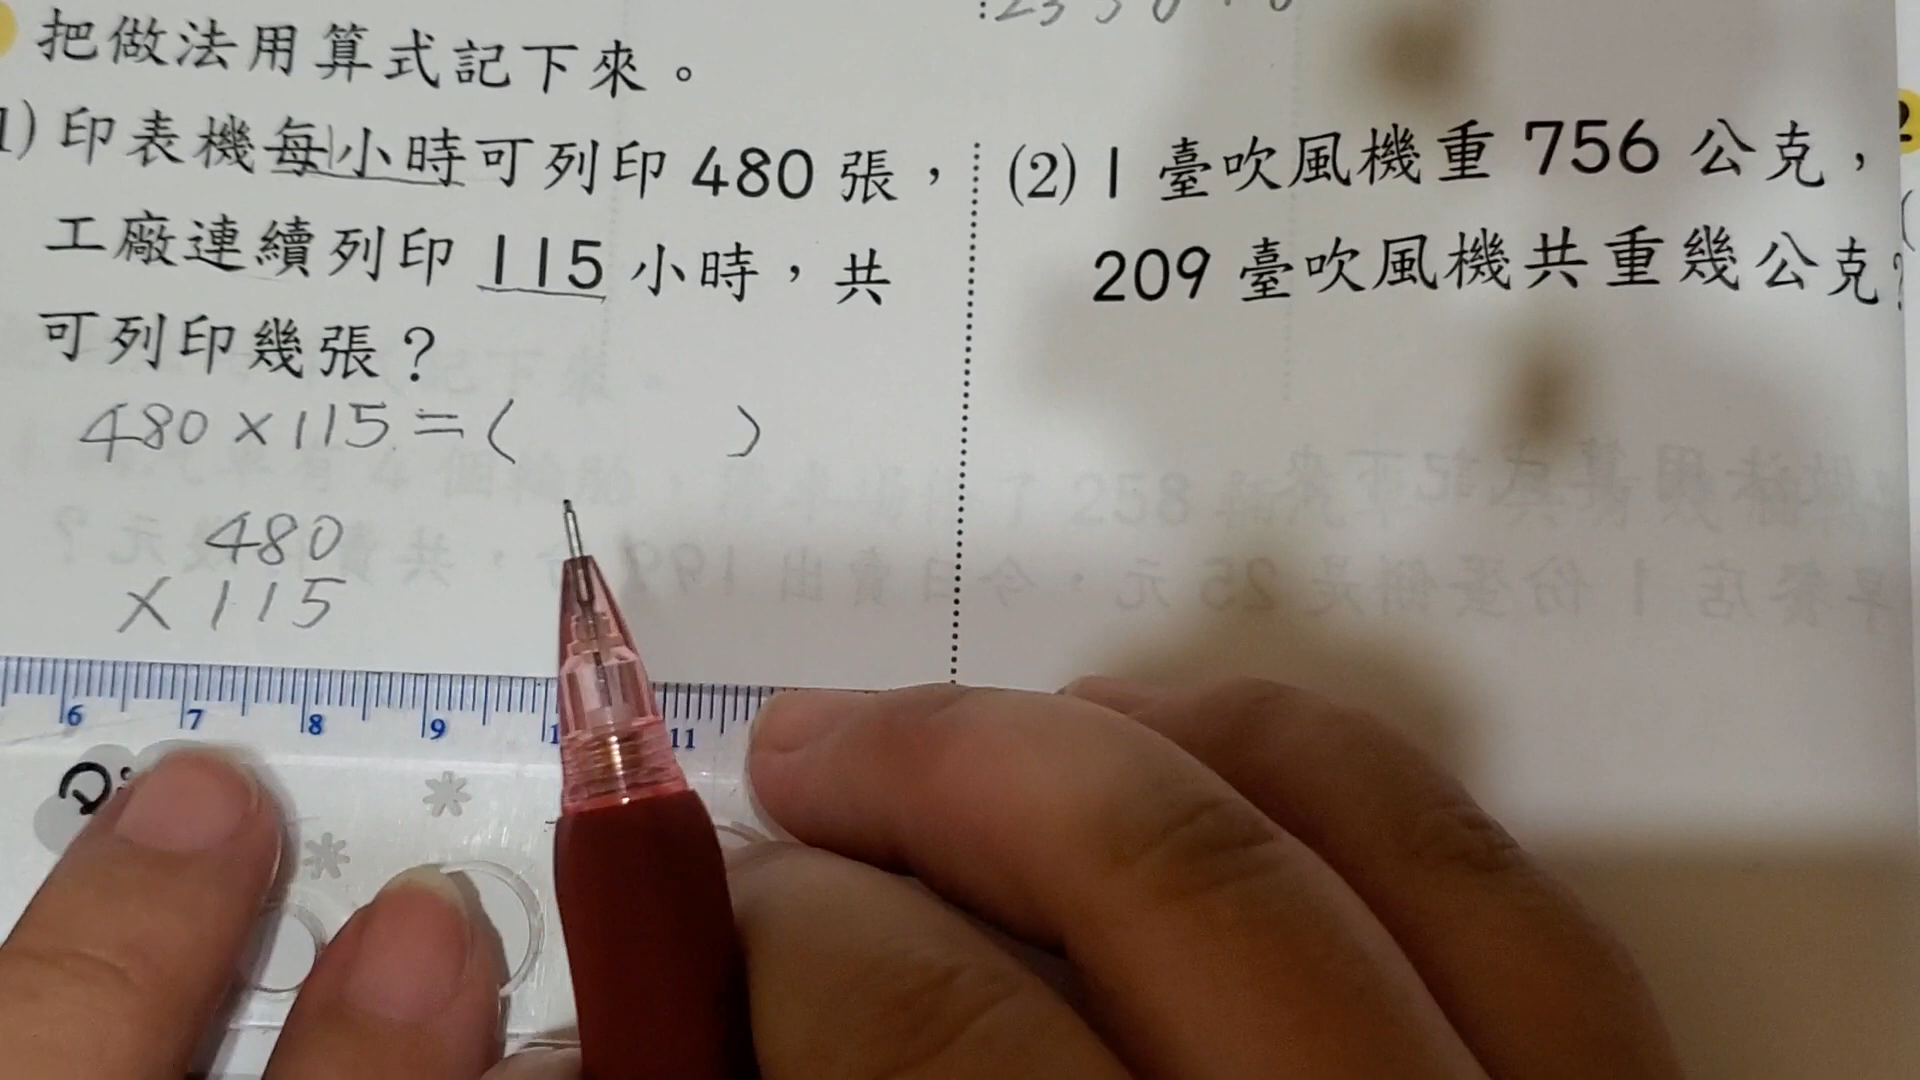 把做法用算式記下來。
1) 印表機每小時可列印 480 張，
工廠連續列印 115 小時，共
可列印幾張？
480 × 115 = (　　)
480
× 115
(2) 1 臺吹風機重 756 公克，
209 臺吹風機共重幾公克？
6 7 8 9 11